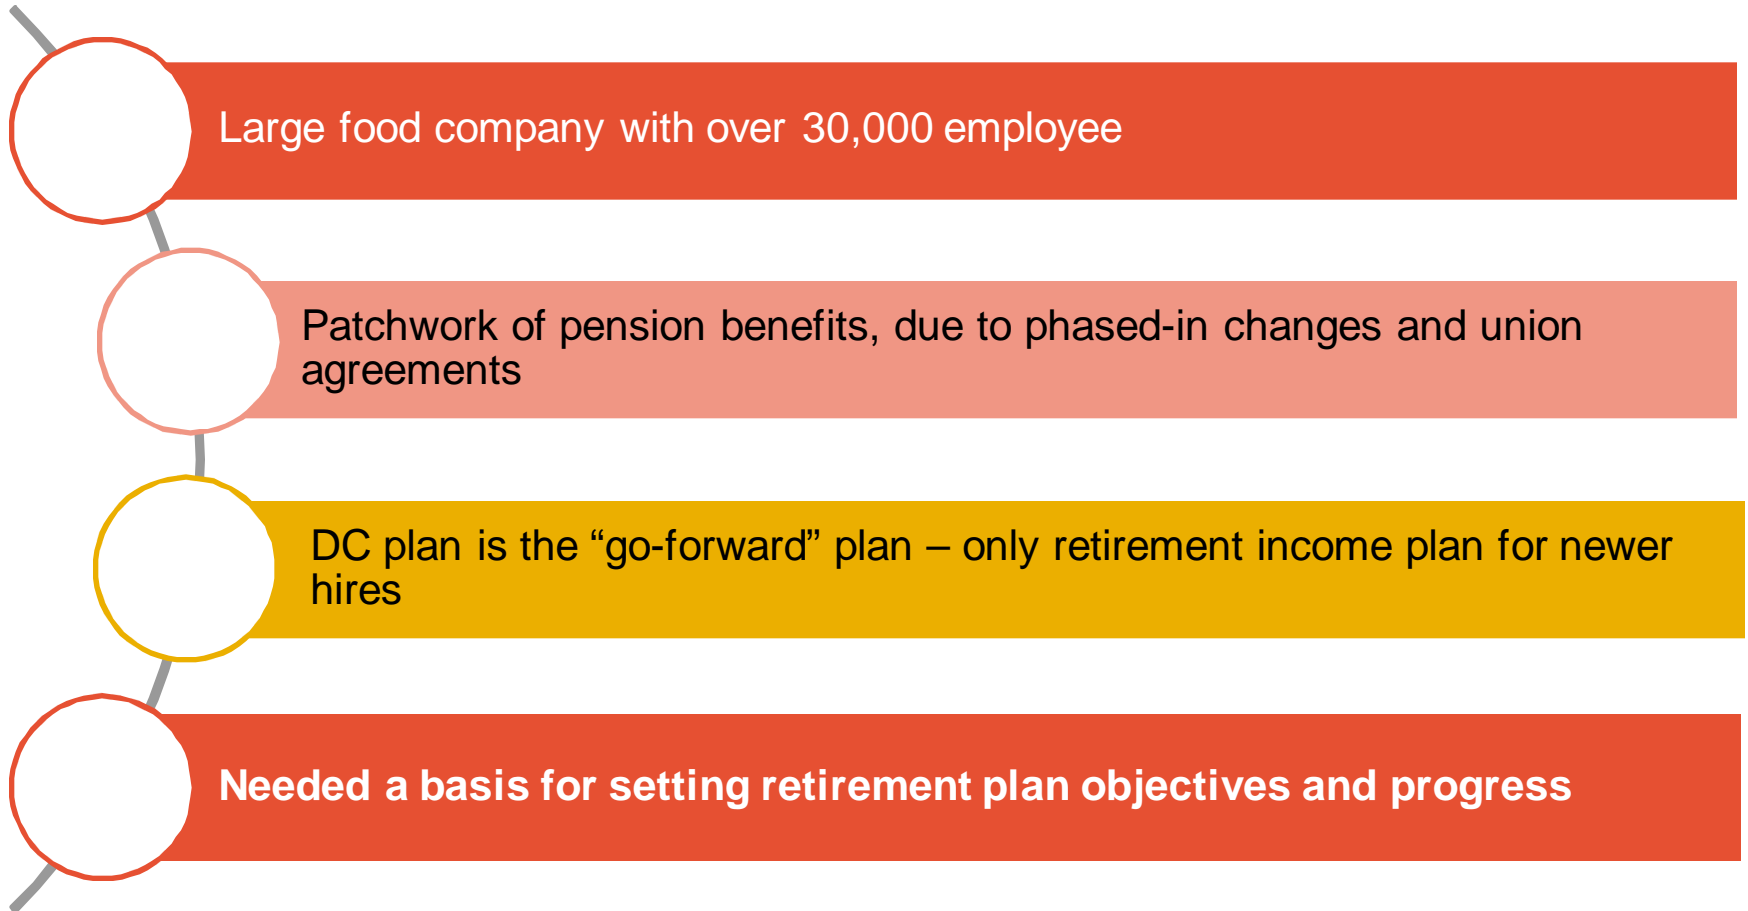 Large food company with over 30,000 employee
Patchwork of pension benefits, due to phased-in changes and union
agreements
DC plan is the “go-forward” plan – only retirement income plan for newer
hires
Needed a basis for setting retirement plan objectives and progress